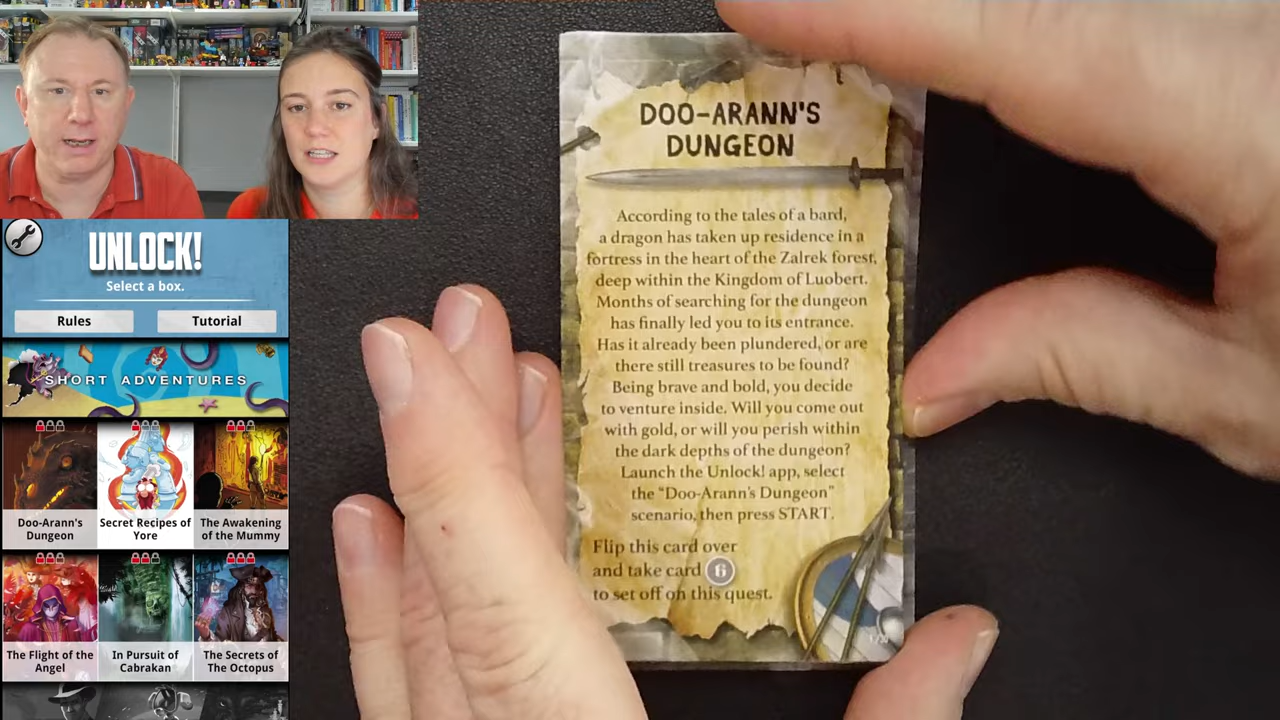 UNLOCK!
Select a box.
Rules
Tutorial
SHORT ADVENTURES
Doo-Arann's
Dungeon
Secret Recipes of
Yore
The Awakening
of the Mummy
The Flight of the
Angel
In Pursuit of
Cabrakan
The Secrets of
The Octopus
DOO-ARANN'S
DUNGEON
According to the tales of a bard,
a dragon has taken up residence in a
fortress in the heart of the Zalrek forest,
deep within the Kingdom of Luobert.
Months of searching for the dungeon
has finally led you to its entrance.
Has it already been plundered, or are
there still treasures to be found?
Being brave and bold, you decide
to venture inside. Will you come out
with gold, or will you perish within
the dark depths of the dungeon?
Launch the Unlock! app, select
the "Doo-Arann's Dungeon"
scenario, then press START.
Flip this card over
and take card 6
to set off on this quest.